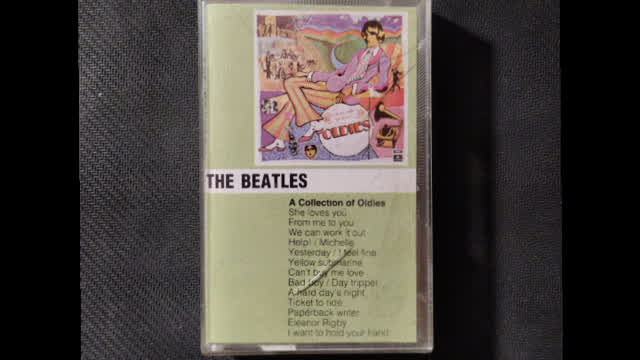 OLDIES
THE BEATLES
A Collection of Oldies
She loves you
From me to you
We can work it out
Help! / Michelle
Yesterday / I feel fine
Yellow submarine
Can't buy me love
Bad boy / Day tripper
A hard day's night
Ticket to ride
Paperback writer
Eleanor Rigby
I want to hold your hand